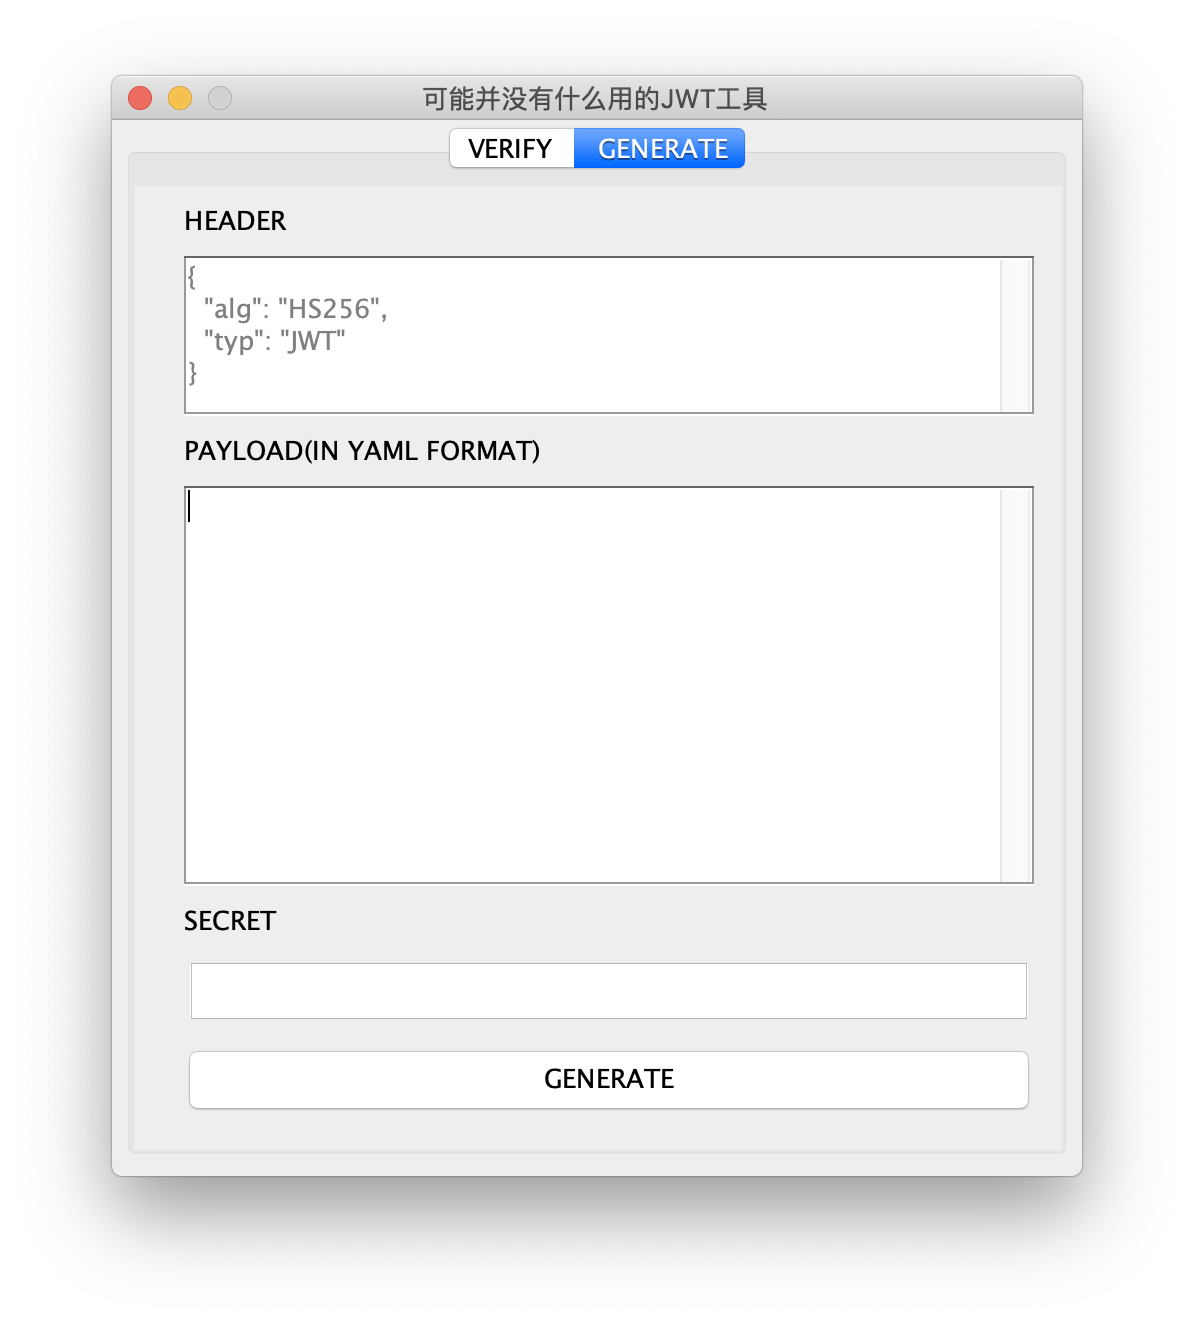 可能并没有什么用的JWT工具
VERIFY GENERATE
HEADER
{
  "alg": "HS256",
  "typ": "JWT"
}
PAYLOAD(IN YAML FORMAT)
SECRET
GENERATE